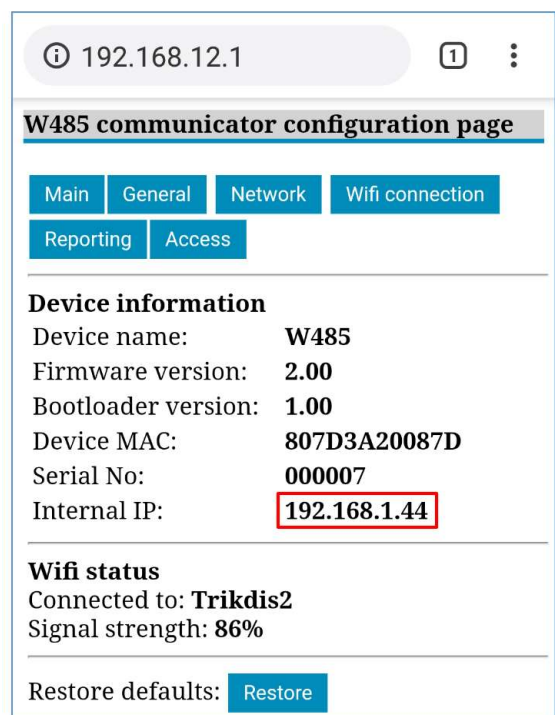 192.168.12.1 1
W485 communicator configuration page
Main General Network Wifi connection
Reporting Access
Device information
Device name: W485
Firmware version: 2.00
Bootloader version: 1.00
Device MAC: 807D3A20087D
Serial No: 000007
Internal IP: 192.168.1.44
Wifi status
Connected to: Trikdis2
Signal strength: 86%
Restore defaults: Restore